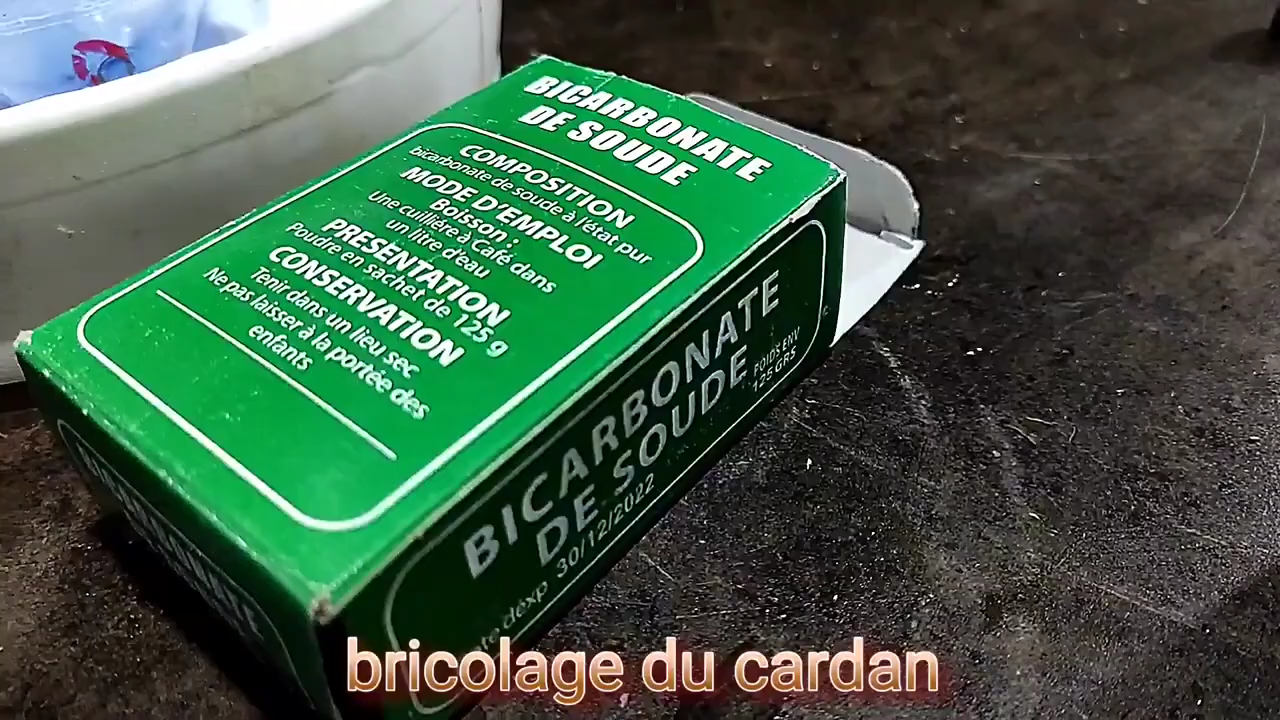 BICARBONATE
DE SOUDE
COMPOSITION
bicarbonate de soude à l'état pur
MODE D'EMPLOI
Boisson :
Une cuillière à Café dans
un litre d'eau
PRESENTATION
Poudre en sachet de 125 g
CONSERVATION
Tenir dans un lieu sec
Ne pas laisser à la portée des
enfants
BICARBONATE
DE SOUDE
POIDS ENV
125 GRS
déxp 30/12/2022
bricolage du cardan